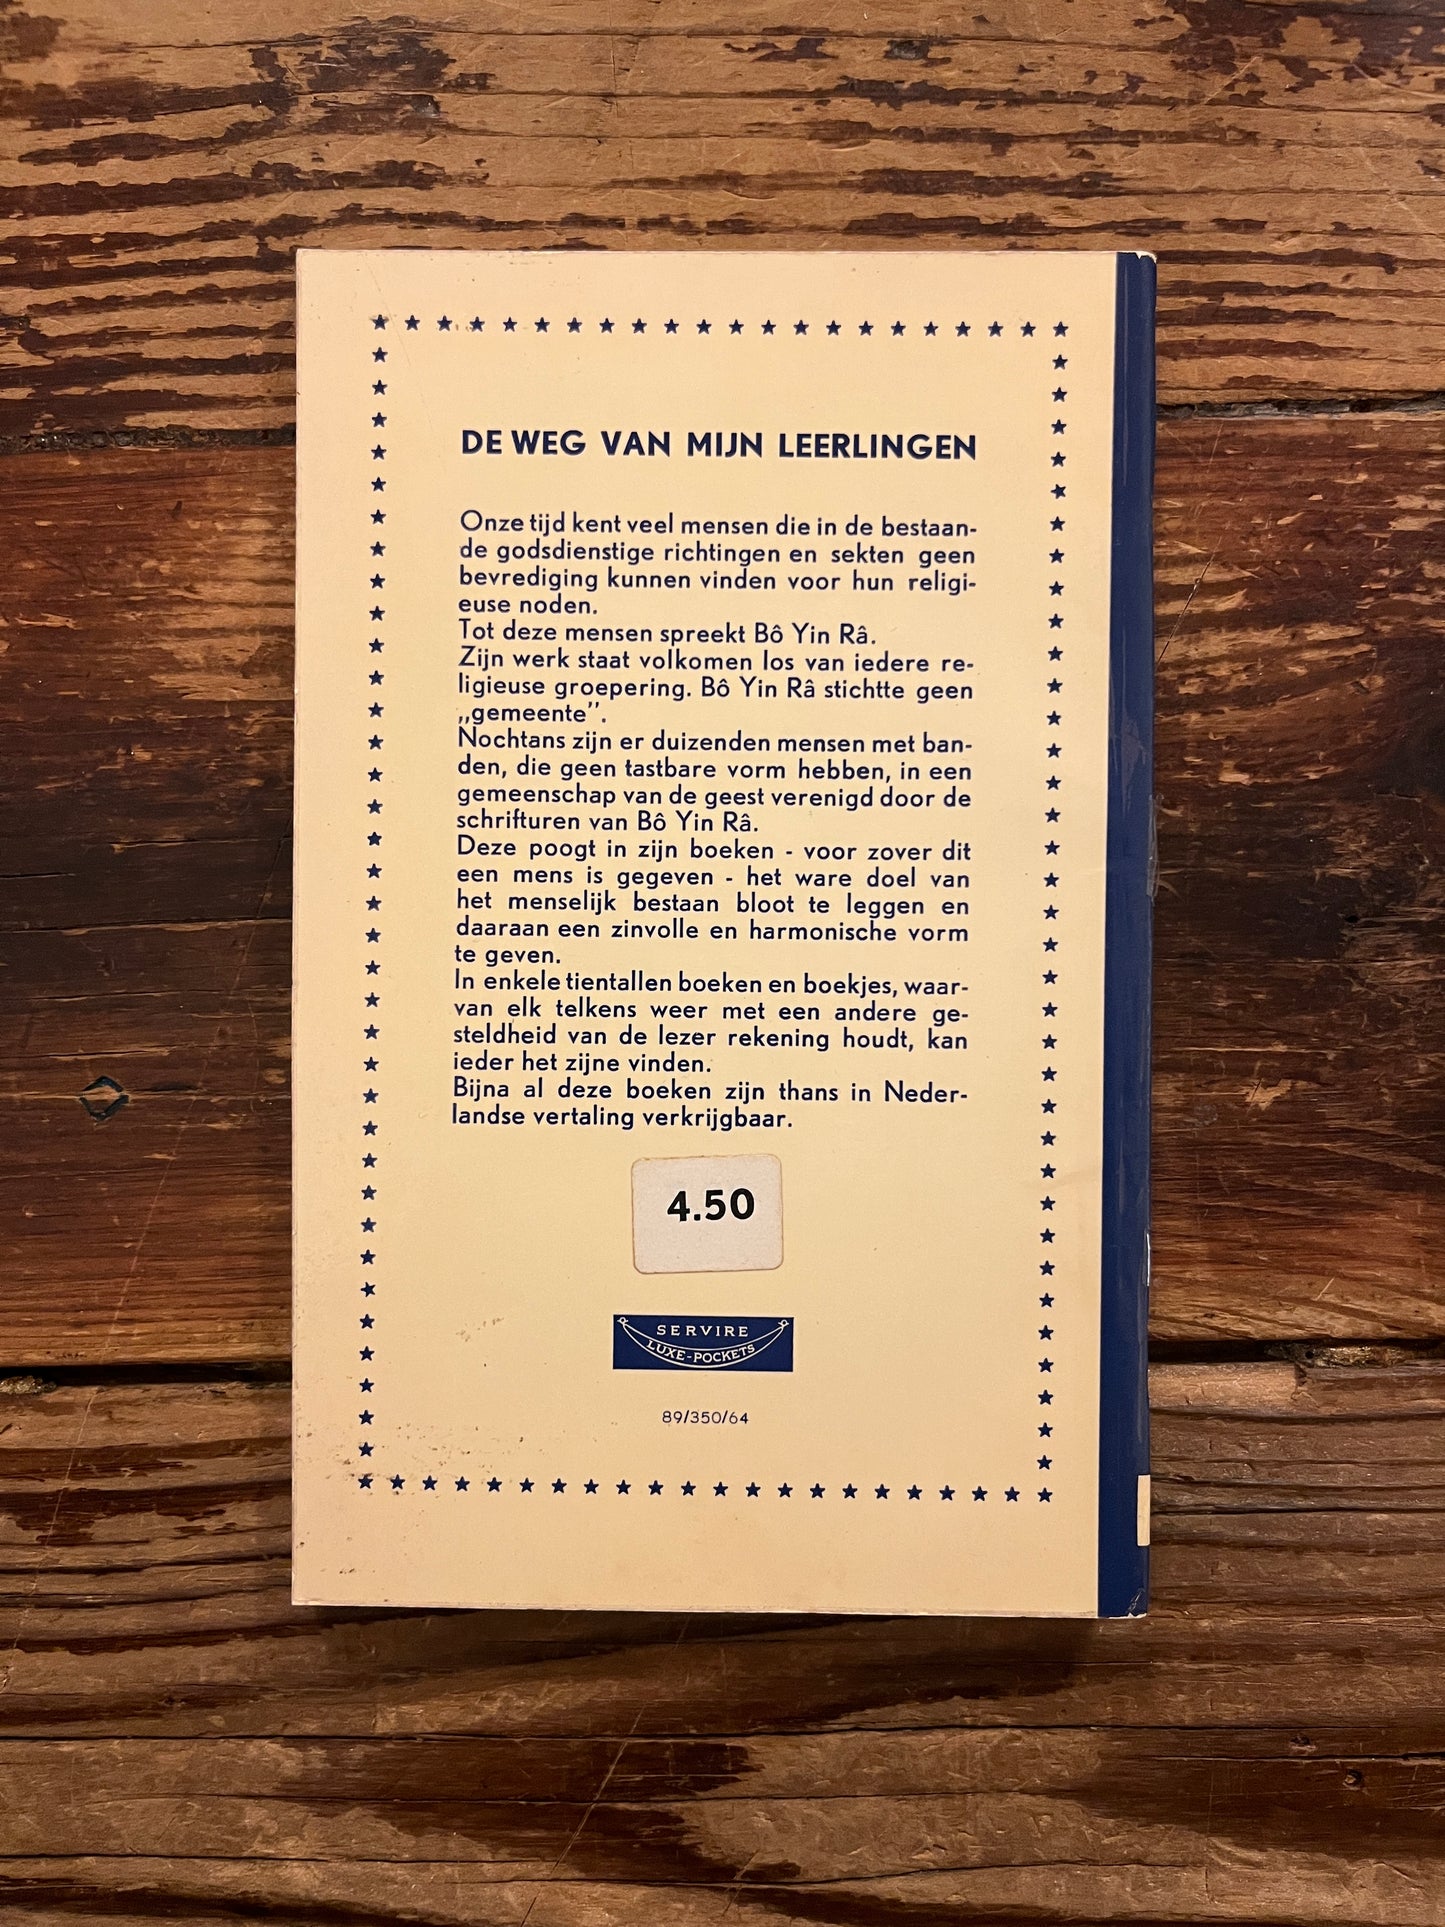 DE WEG VAN MIJN LEERLINGEN
Onze tijd kent veel mensen die in de bestaan-
de godsdienstige richtingen en sekten geen
bevrediging kunnen vinden voor hun religi-
euse noden.
Tot deze mensen spreekt Bô Yin Râ.
Zijn werk staat volkomen los van iedere re-
ligieuse groepering. Bô Yin Râ stichtte geen
„gemeente’’.
Nochtans zijn er duizenden mensen met ban-
den, die geen tastbare vorm hebben, in een
gemeenschap van de geest verenigd door de
schrifturen van Bô Yin Râ.
Deze poogt in zijn boeken - voor zover dit
een mens is gegeven - het ware doel van
het menselijk bestaan bloot te leggen en
daaraan een zinvolle en harmonische vorm
te geven.
In enkele tientallen boeken en boekjes, waar-
van elk telkens weer met een andere ge-
steldheid van de lezer rekening houdt, kan
ieder het zijne vinden.
Bijna al deze boeken zijn thans in Neder-
landse vertaling verkrijgbaar.
4.50
SERVIRE
LUXE-POCKETS
89/350/64